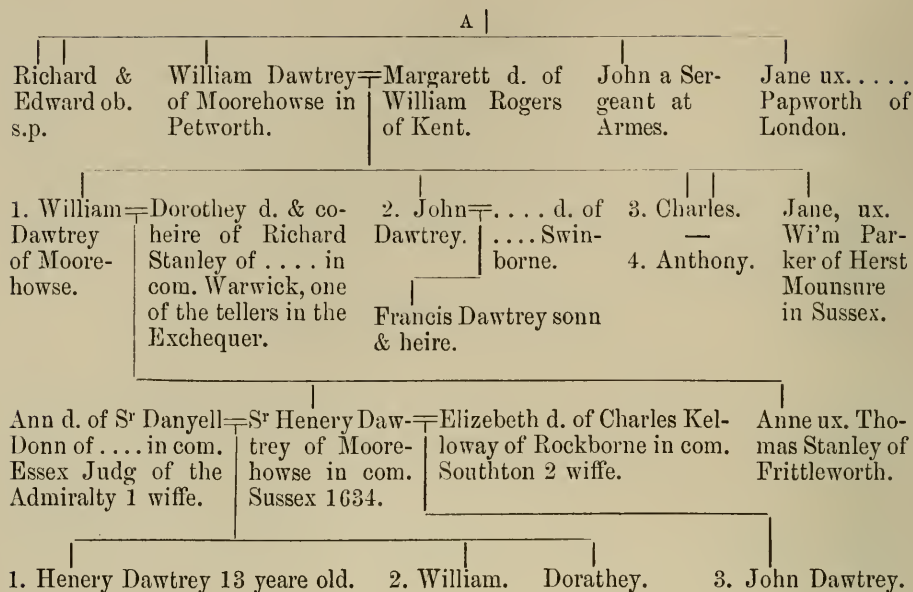 A
Richard &
Edward ob.
s.p.
William Dawtrey
of Moorehowse in
Petworth.
Margarett d. of
William Rogers
of Kent.
John a Ser-
geant at
Armes.
Jane ux. . . . .
Papworth of
London.
1. William
Dawtrey
of Moore-
howse.
Dorothey d. & co-
heire of Richard
Stanley of . . . . in
com. Warwick, one
of the tellers in the
Exchequer.
2. John
Dawtrey.
. . . . d. of
. . . . Swin-
borne.
Francis Dawtrey sonn
& heire.
3. Charles.
—
4. Anthony.
Jane, ux.
Wi'm Par-
ker of Herst
Mounsure
in Sussex.
Ann d. of Sr Danyell
Donn of . . . . in com.
Essex Judg of the
Admiralty 1 wiffe.
Sr Henery Daw-
trey of Moore-
howse in com.
Sussex 1634.
Elizebeth d. of Charles Kel-
loway of Rockborne in com.
Southton 2 wiffe.
Anne ux. Tho-
mas Stanley of
Frittleworth.
1. Henery Dawtrey 13 yeare old.
2. William.
Dorathey.
3. John Dawtrey.